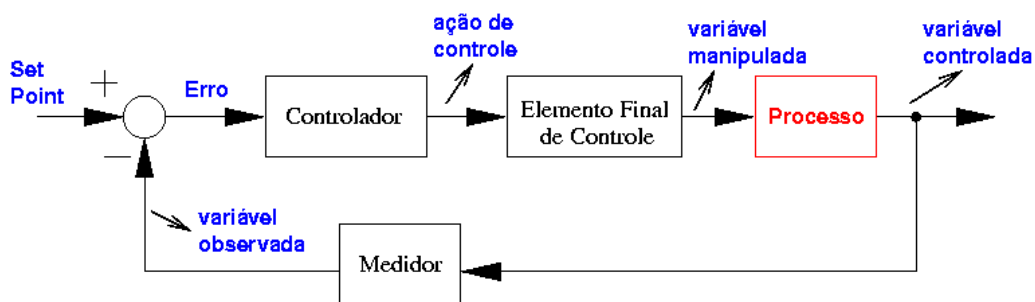 ação de
controle
variável
manipulada
variável
controlada
Set
Point
+
Erro
Controlador
Elemento Final
de Controle
Processo
−
variável
observada
Medidor